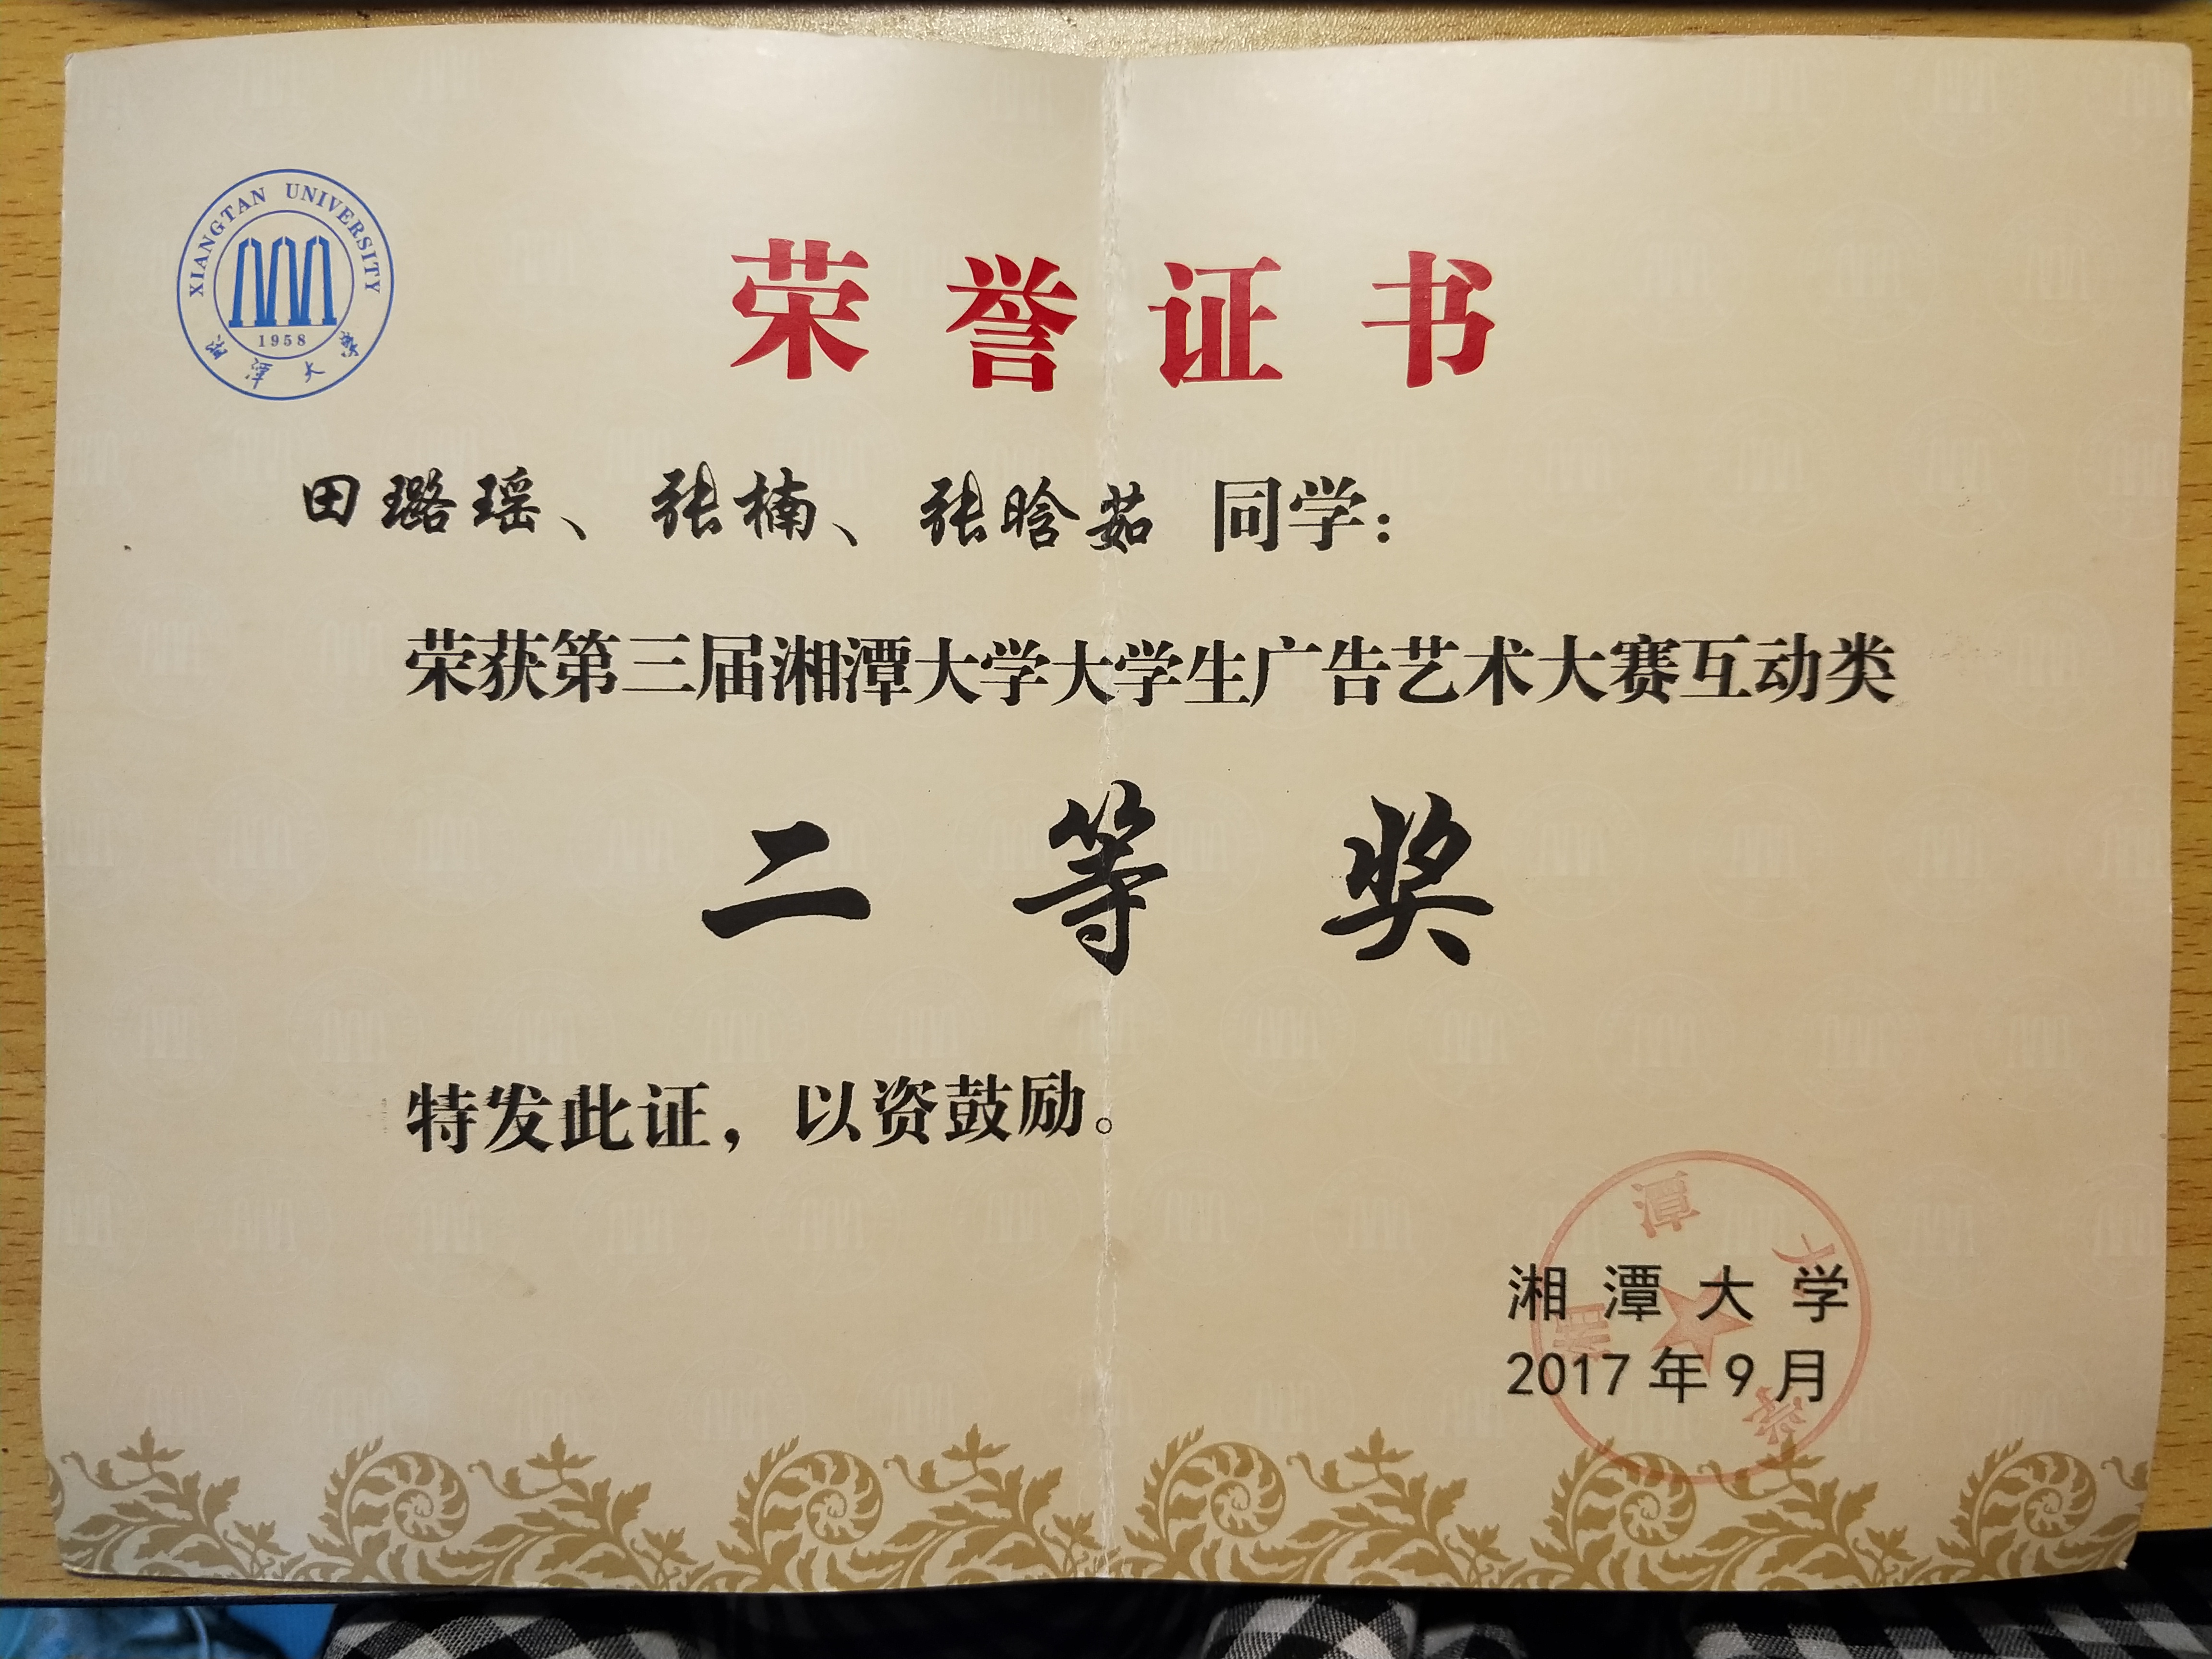 XIANGTAN UNIVERSITY
1958
湘潭大学
荣誉证书
田璐瑶、张楠、张晗茹 同学：
荣获第三届湘潭大学大学生广告艺术大赛互动类
二等奖
特发此证，以资鼓励。
湘潭大学
2017年9月
湘潭大学